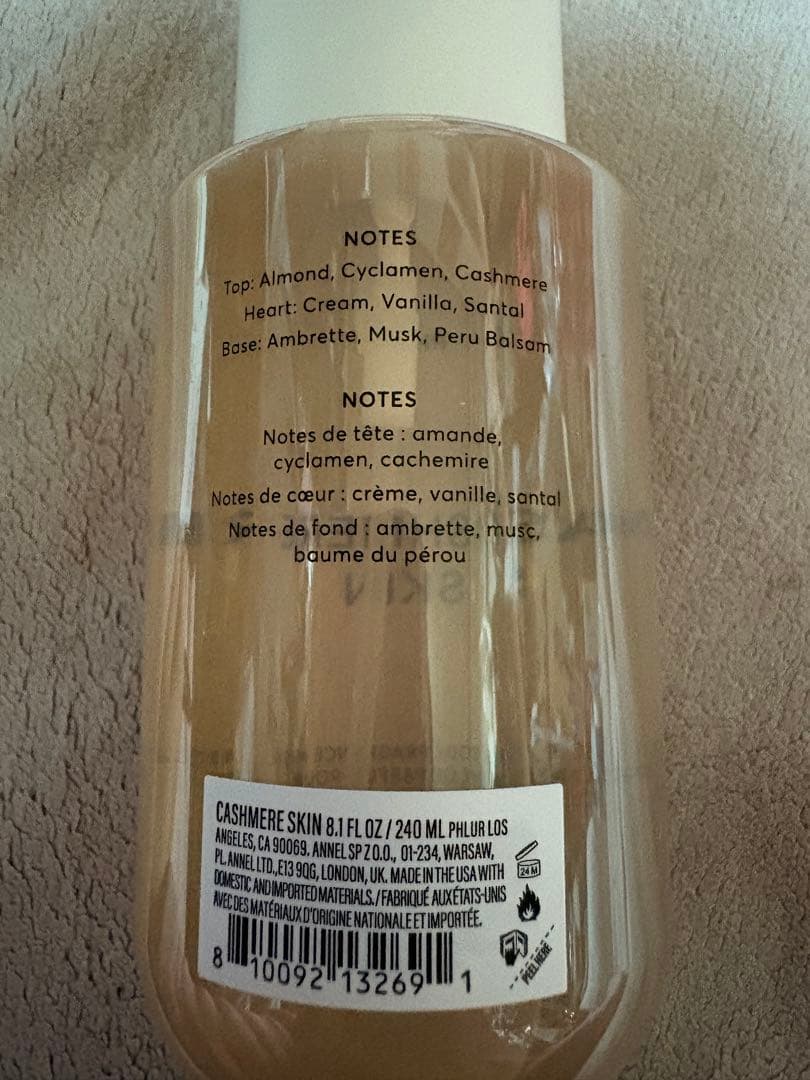 NOTES
Top: Almond, Cyclamen, Cashmere
Heart: Cream, Vanilla, Santal
Base: Ambrette, Musk, Peru Balsam
NOTES
Notes de tête : amande,
cyclamen, cachemire
Notes de cœur : crème, vanille, santal
Notes de fond : ambrette, musc,
baume du pérou
SKIN
CASHMERE SKIN 8.1 FL OZ / 240 ML PHLUR LOS
ANGELES, CA 90069. ANNEL SP Z O.O., 01-234, WARSAW,
PL ANNEL LTD.,E13 9QG, LONDON, UK. MADE IN THE USA WITH
DOMESTIC AND IMPORTED MATERIALS. / FABRIQUÉ AUX ÉTATS-UNIS
AVEC DES MATÉRIAUX D'ORIGINE NATIONALE ET IMPORTÉE.
24 M
PEEL HERE
8 10092 13269 1